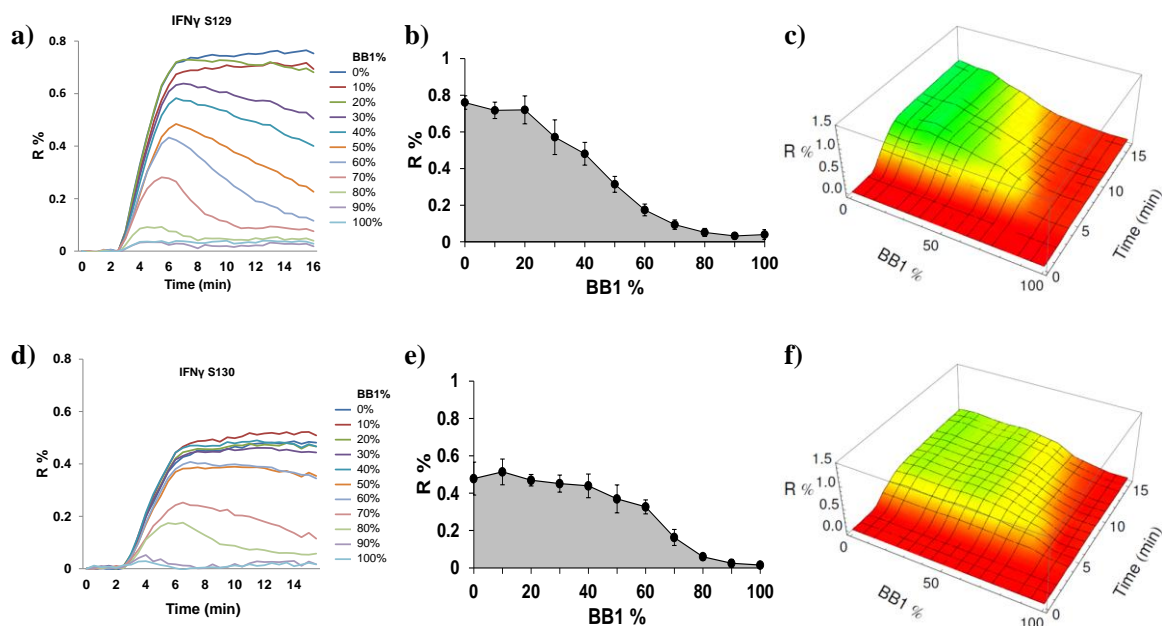 a)
IFNγ S129
R %
0.8
0.6
0.4
0.2
0
0 2 4 6 8 10 12 14 16
Time (min)
BB1%
0%
10%
20%
30%
40%
50%
60%
70%
80%
90%
100%
b)
R %
1
0.8
0.6
0.4
0.2
0
0 20 40 60 80 100
BB1 %
c)
1.5
R % 1.0
0.5
0.0
0
50
100
BB1 %
0
5
10
15
Time (min)
d)
IFNγ S130
R %
0.8
0.6
0.4
0.2
0
0 2 4 6 8 10 12 14
Time (min)
BB1%
0%
10%
20%
30%
40%
50%
60%
70%
80%
90%
100%
e)
R %
1
0.8
0.6
0.4
0.2
0
0 20 40 60 80 100
BB1 %
f)
1.5
R % 1.0
0.5
0.0
0
50
100
BB1 %
0
5
10
15
Time (min)